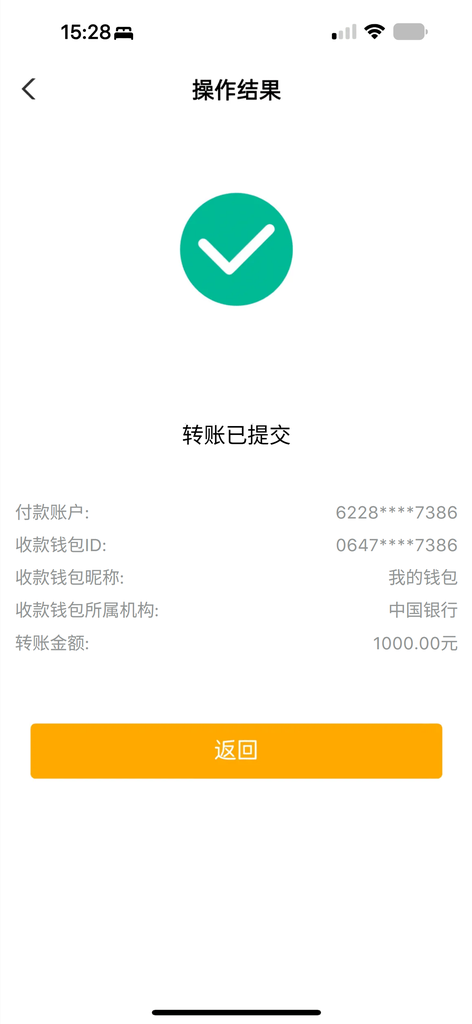 15:28
操作结果
转账已提交
付款账户: 6228****7386
收款钱包ID: 0647****7386
收款钱包昵称: 我的钱包
收款钱包所属机构: 中国银行
转账金额: 1000.00元
返回